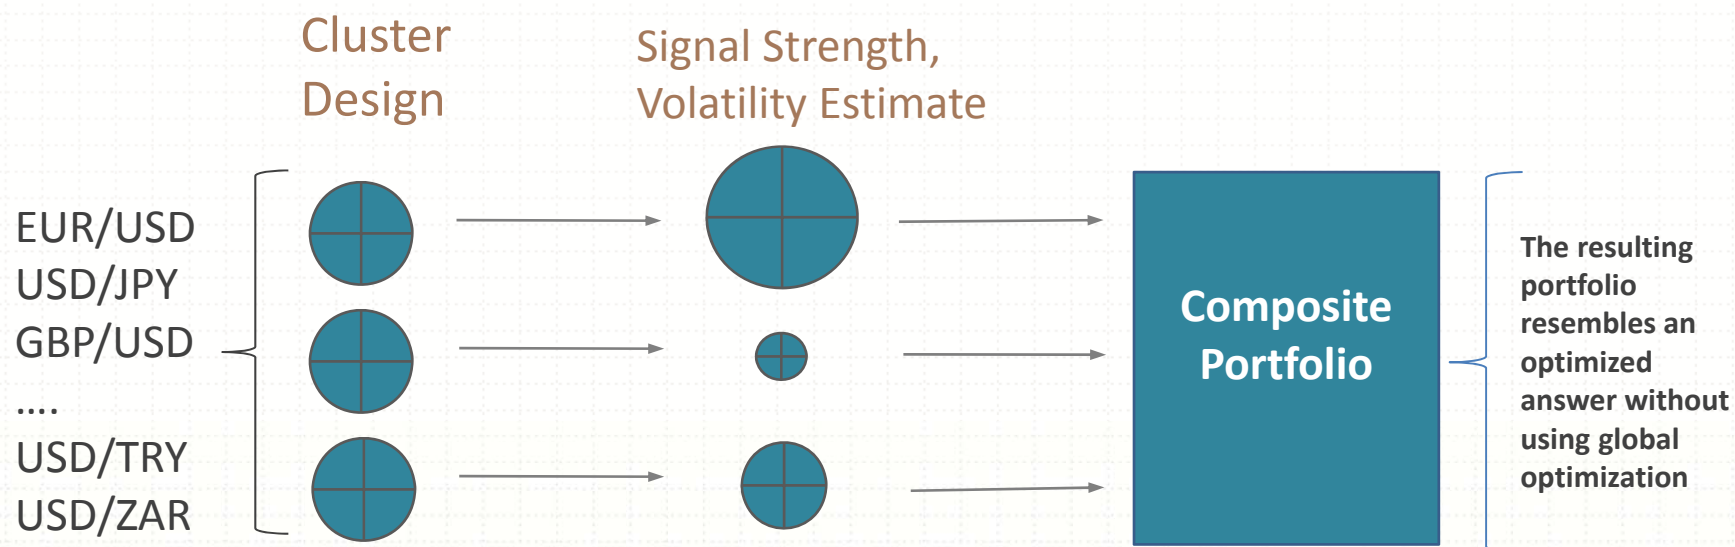 Cluster
Design
Signal Strength,
Volatility Estimate
EUR/USD
USD/JPY
GBP/USD
....
USD/TRY
USD/ZAR
Composite
Portfolio
The resulting
portfolio
resembles an
optimized
answer without
using global
optimization